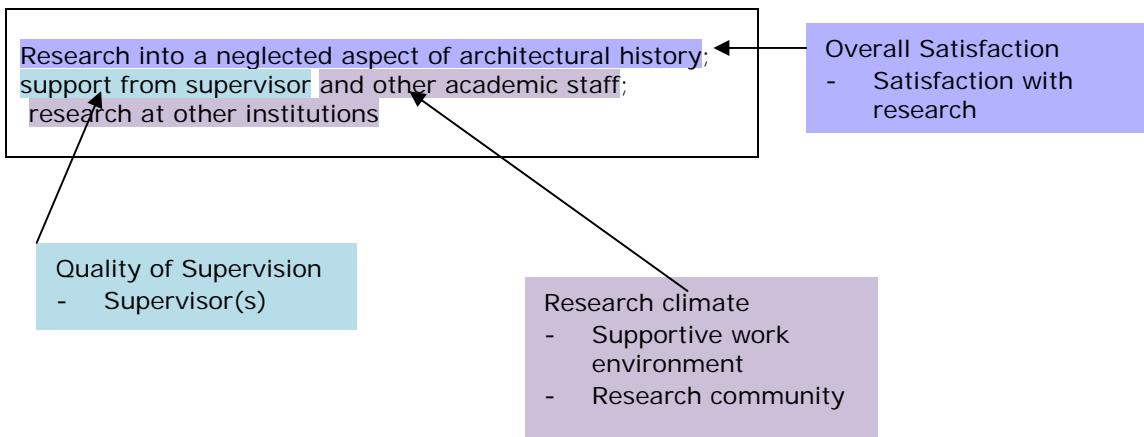 Research into a neglected aspect of architectural history;
support from supervisor and other academic staff;
research at other institutions
Overall Satisfaction
- Satisfaction with
research
Quality of Supervision
- Supervisor(s)
Research climate
- Supportive work
environment
- Research community